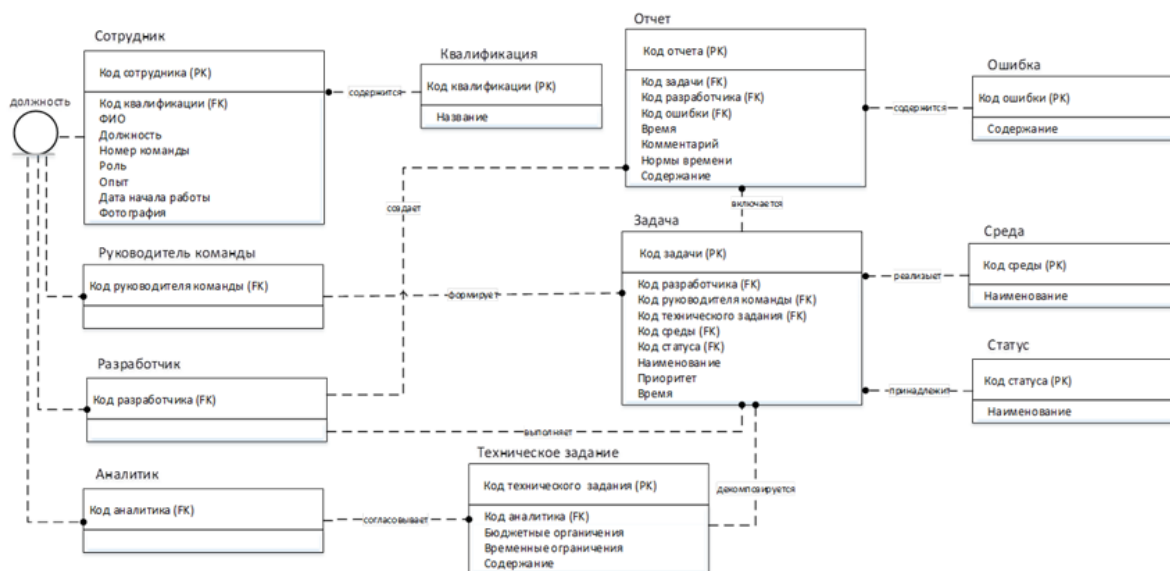 Сотрудник
Код сотрудника (PK)
Код квалификации (FK)
ФИО
Должность
Номер команды
Роль
Опыт
Дата начала работы
Фотография
должность
содержится
Квалификация
Код квалификации (PK)
Название
Отчет
Код отчета (PK)
Код задачи (FK)
Код разработчика (FK)
Код ошибки (FK)
Время
Комментарий
Нормы времени
Содержание
содержится
Ошибка
Код ошибки (PK)
Содержание
создает
включается
Руководитель команды
Код руководителя команды (FK)
формирует
Задача
Код задачи (PK)
Код разработчика (FK)
Код руководителя команды (FK)
Код технического задания (FK)
Код среды (FK)
Код статуса (FK)
Наименование
Приоритет
Время
реализует
Среда
Код среды (PK)
Наименование
принадлежит
Статус
Код статуса (PK)
Наименование
Разработчик
Код разработчика (FK)
выполняет
Аналитик
Код аналитика (FK)
согласовывает
Техническое задание
Код технического задания (PK)
Код аналитика (FK)
Бюджетные органичения
Временные ограничения
Содержание
декомпозируется